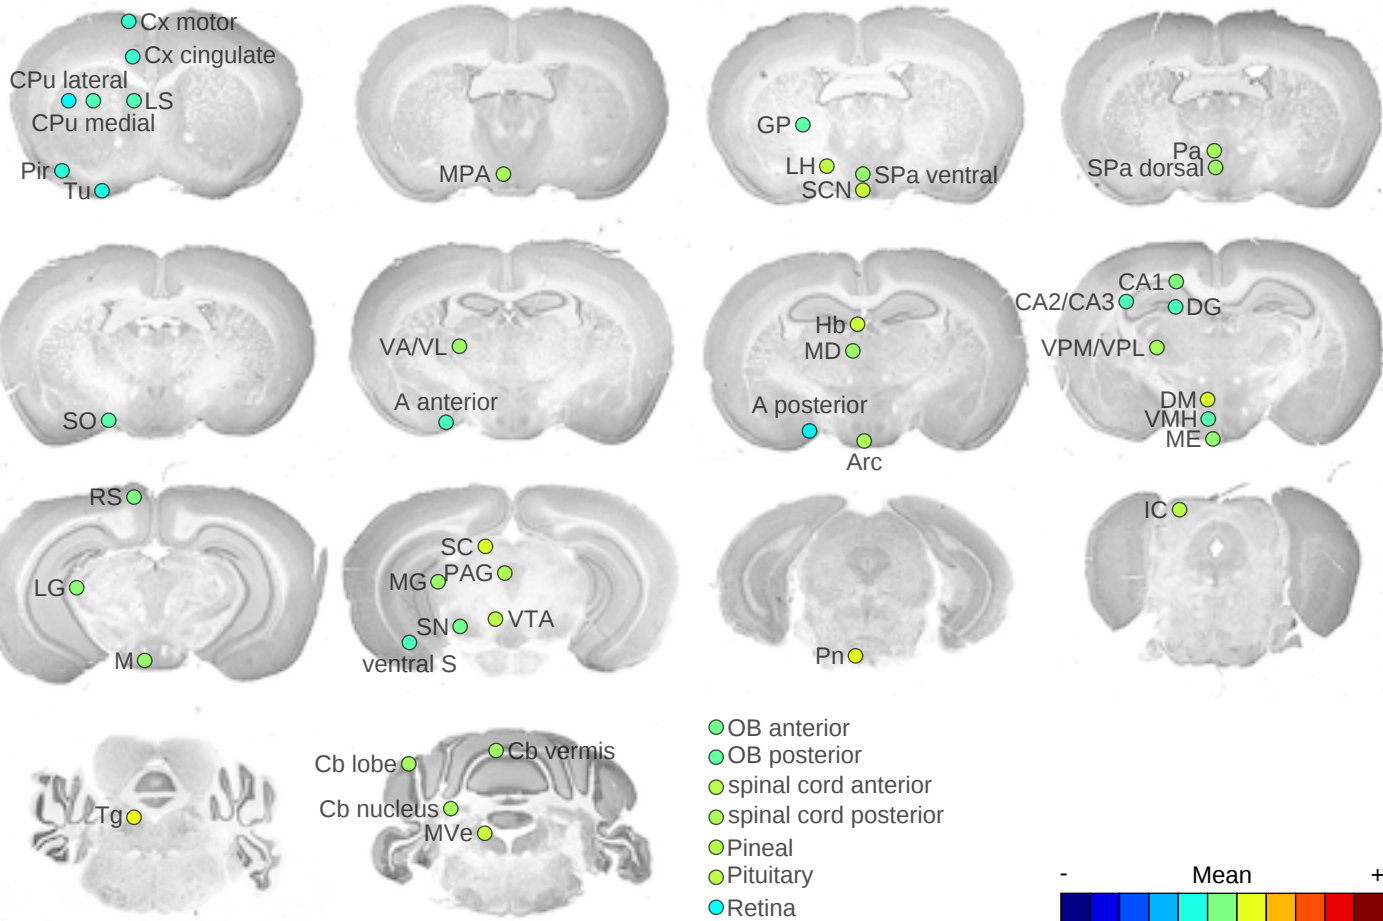 Cx motor
Cx cingulate
CPu lateral
LS
CPu medial
Pir
Tu
MPA
GP
LH
SPa ventral
SCN
Pa
SPa dorsal
SO
VA/VL
A anterior
Hb
MD
A posterior
Arc
CA1
CA2/CA3
DG
VPM/VPL
DM
VMH
ME
RS
LG
M
SC
PAG
MG
VTA
SN
ventral S
Pn
IC
Tg
Cb vermis
Cb lobe
Cb nucleus
MVe
OB anterior
OB posterior
spinal cord anterior
spinal cord posterior
Pineal
Pituitary
Retina
- Mean +